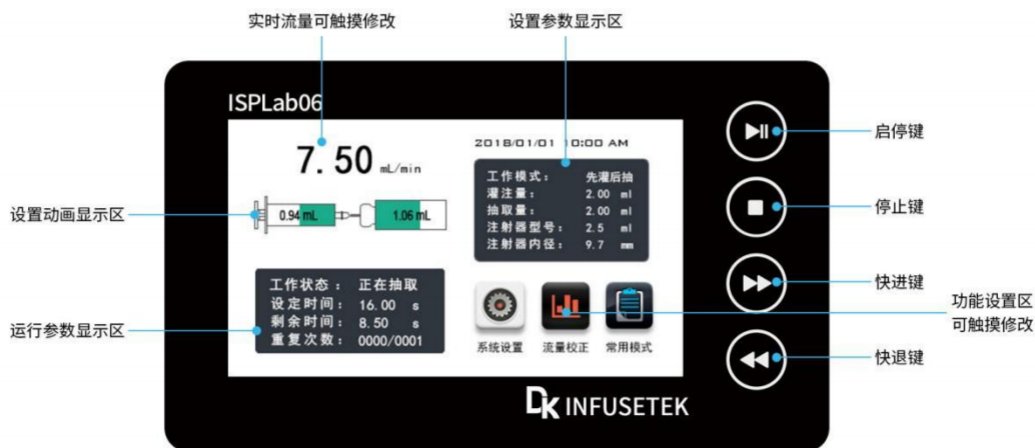 实时流量可触摸修改
设置参数显示区
ISPLab06
7.50 mL/min
2018/01/01 10:00 AM
工作模式： 先灌后抽
灌注量： 2.00 ml
抽取量： 2.00 ml
注射器型号： 2.5 ml
注射器内径： 9.7 mm
设置动画显示区
0.94 mL
1.06 mL
工作状态： 正在抽取
设定时间： 16.00 s
剩余时间： 8.50 s
重复次数： 0000/0001
运行参数显示区
系统设置
流量校正
常用模式
启停键
停止键
快进键
功能设置区
可触摸修改
快退键
DK INFUSETEK